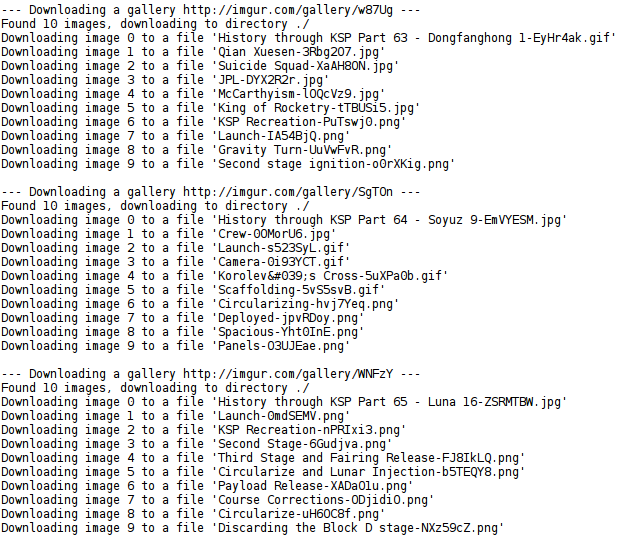 --- Downloading a gallery http://imgur.com/gallery/w87Ug ---
Found 10 images, downloading to directory ./
Downloading image 0 to a file 'History through KSP Part 63 - Dongfanghong 1-EyHr4ak.gif'
Downloading image 1 to a file 'Qian Xuesen-3Rbg2O7.jpg'
Downloading image 2 to a file 'Suicide Squad-XaAH8ON.jpg'
Downloading image 3 to a file 'JPL-DYX2R2r.jpg'
Downloading image 4 to a file 'McCarthyism-lOQcVz9.jpg'
Downloading image 5 to a file 'King of Rocketry-tTBUSi5.jpg'
Downloading image 6 to a file 'KSP Recreation-PuTswj0.png'
Downloading image 7 to a file 'Launch-IA54BjQ.png'
Downloading image 8 to a file 'Gravity Turn-UuVwFvR.png'
Downloading image 9 to a file 'Second stage ignition-o0rXKig.png'
--- Downloading a gallery http://imgur.com/gallery/SgTOn ---
Found 10 images, downloading to directory ./
Downloading image 0 to a file 'History through KSP Part 64 - Soyuz 9-EmVYESM.jpg'
Downloading image 1 to a file 'Crew-0OMorU6.jpg'
Downloading image 2 to a file 'Launch-s523SyL.gif'
Downloading image 3 to a file 'Camera-0i93YCT.gif'
Downloading image 4 to a file 'Korolev&#039;s Cross-5uXPa0b.gif'
Downloading image 5 to a file 'Scaffolding-5vS5svB.gif'
Downloading image 6 to a file 'Circularizing-hvj7Yeq.png'
Downloading image 7 to a file 'Deployed-jpvRDoy.png'
Downloading image 8 to a file 'Spacious-Yht0InE.png'
Downloading image 9 to a file 'Panels-O3UJEae.png'
--- Downloading a gallery http://imgur.com/gallery/WNFzY ---
Found 10 images, downloading to directory ./
Downloading image 0 to a file 'History through KSP Part 65 - Luna 16-ZSRMTBW.jpg'
Downloading image 1 to a file 'Launch-0mdSEMV.png'
Downloading image 2 to a file 'KSP Recreation-nPRIxi3.png'
Downloading image 3 to a file 'Second Stage-6Gudjva.png'
Downloading image 4 to a file 'Third Stage and Fairing Release-FJ8IkLQ.png'
Downloading image 5 to a file 'Circularize and Lunar Injection-b5TEQY8.png'
Downloading image 6 to a file 'Payload Release-XADaO1u.png'
Downloading image 7 to a file 'Course Corrections-ODjidi0.png'
Downloading image 8 to a file 'Circularize-uH6OC8f.png'
Downloading image 9 to a file 'Discarding the Block D stage-NXz59cZ.png'